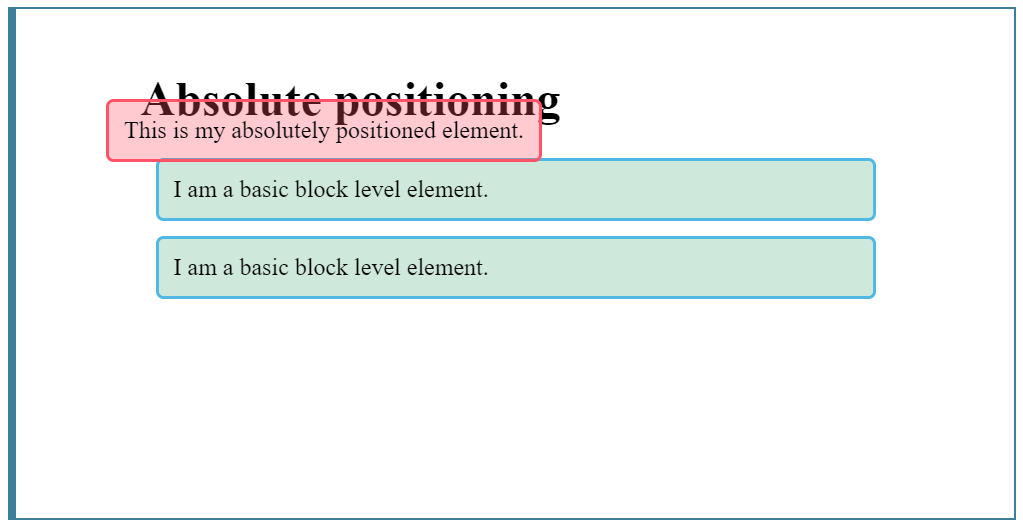 Absolute positioning
This is my absolutely positioned element.
I am a basic block level element.
I am a basic block level element.